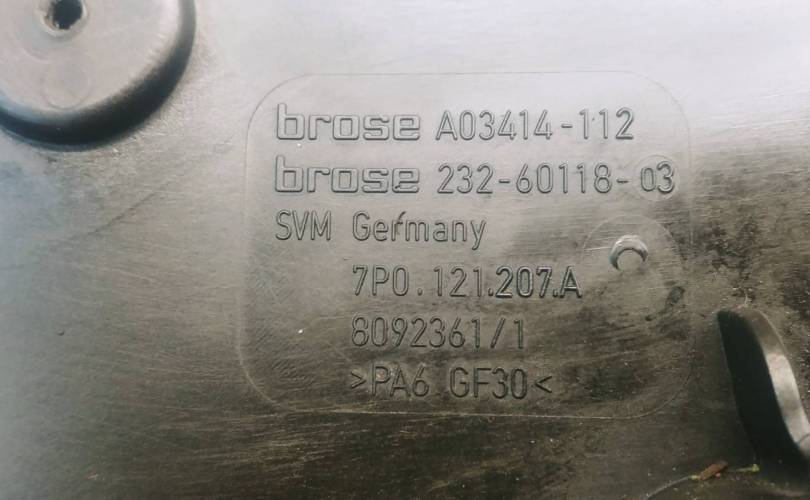 brose A03414-112
brose 232-60118-03
SVM Germany
7P0.121.207.A
8092361/1
>PA6 GF30<